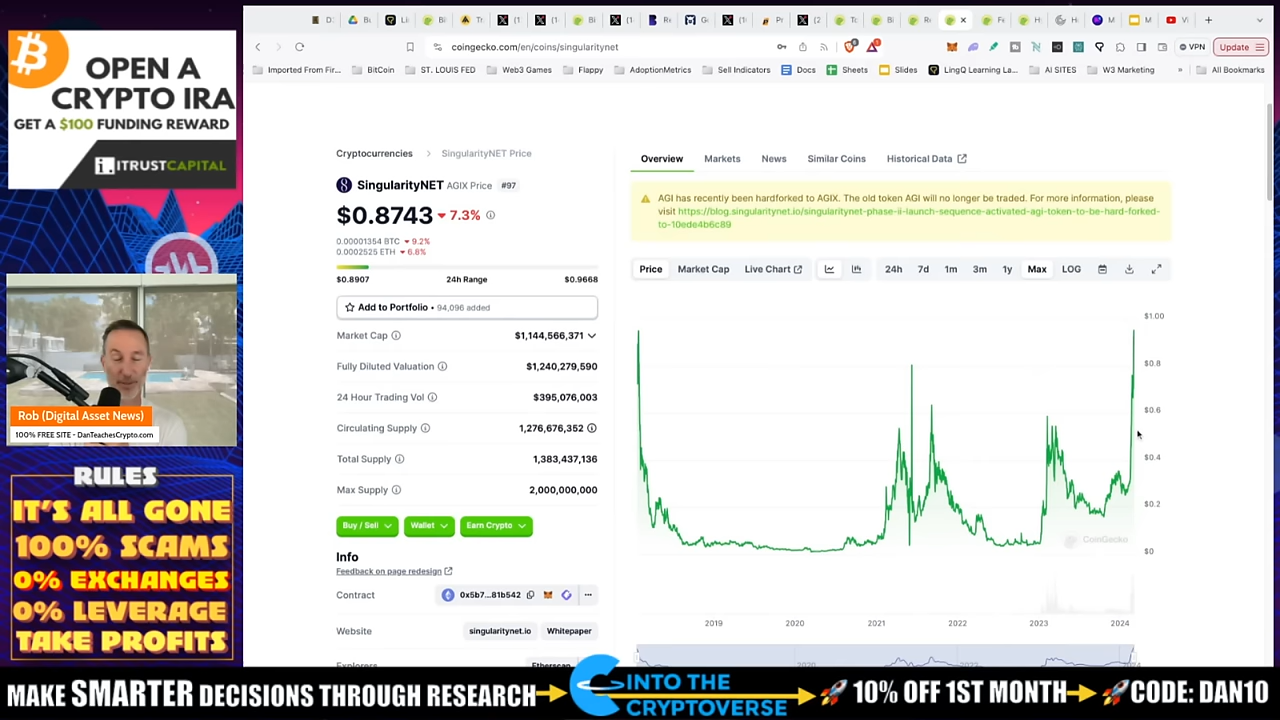 OPEN A
CRYPTO IRA
GET A $100 FUNDING REWARD
ITRUSTCAPITAL
Rob (Digital Asset News)
100% FREE SITE - DanTeachesCrypto.com
RULES
IT'S ALL GONE
100% SCAMS
0% EXCHANGES
0% LEVERAGE
TAKE PROFITS
coingecko.com/en/coins/singularitynet
VPN
Update
Imported From Fir...
BitCoin
ST. LOUIS FED
Web3 Games
Flappy
AdoptionMetrics
Sell Indicators
Docs
Sheets
Slides
LingQ Learning La...
AI SITES
W3 Marketing
»
All Bookmarks
Cryptocurrencies > SingularityNET Price
SingularityNET AGIX Price #97
$0.8743 7.3%
0.00001354 BTC 9.2%
0.0002525 ETH 6.8%
$0.8907 24h Range $0.9668
Add to Portfolio • 94,096 added
Market Cap $1,144,566,371
Fully Diluted Valuation $1,240,279,590
24 Hour Trading Vol $395,076,003
Circulating Supply 1,276,676,352
Total Supply 1,383,437,136
Max Supply 2,000,000,000
Buy / Sell Wallet Earn Crypto
Info
Feedback on page redesign
Contract 0x5b7...81b542
Website singularitynet.io Whitepaper
Explorers Etherscan
Overview Markets News Similar Coins Historical Data
AGI has recently been hardforked to AGIX. The old token AGI will no longer be traded. For more information, please
visit https://blog.singularitynet.io/singularitynet-phase-ii-launch-sequence-activated-agi-token-to-be-hard-forked-
to-10ede4b6c89
Price Market Cap Live Chart 24h 7d 1m 3m 1y Max LOG
$1.00
$0.8
$0.6
$0.4
$0.2
$0
CoinGecko
2019 2020 2021 2022 2023 2024
MAKE SMARTER DECISIONS THROUGH RESEARCH
INTO THE
CRYPTOVERSE
10% OFF 1ST MONTH
CODE: DAN10